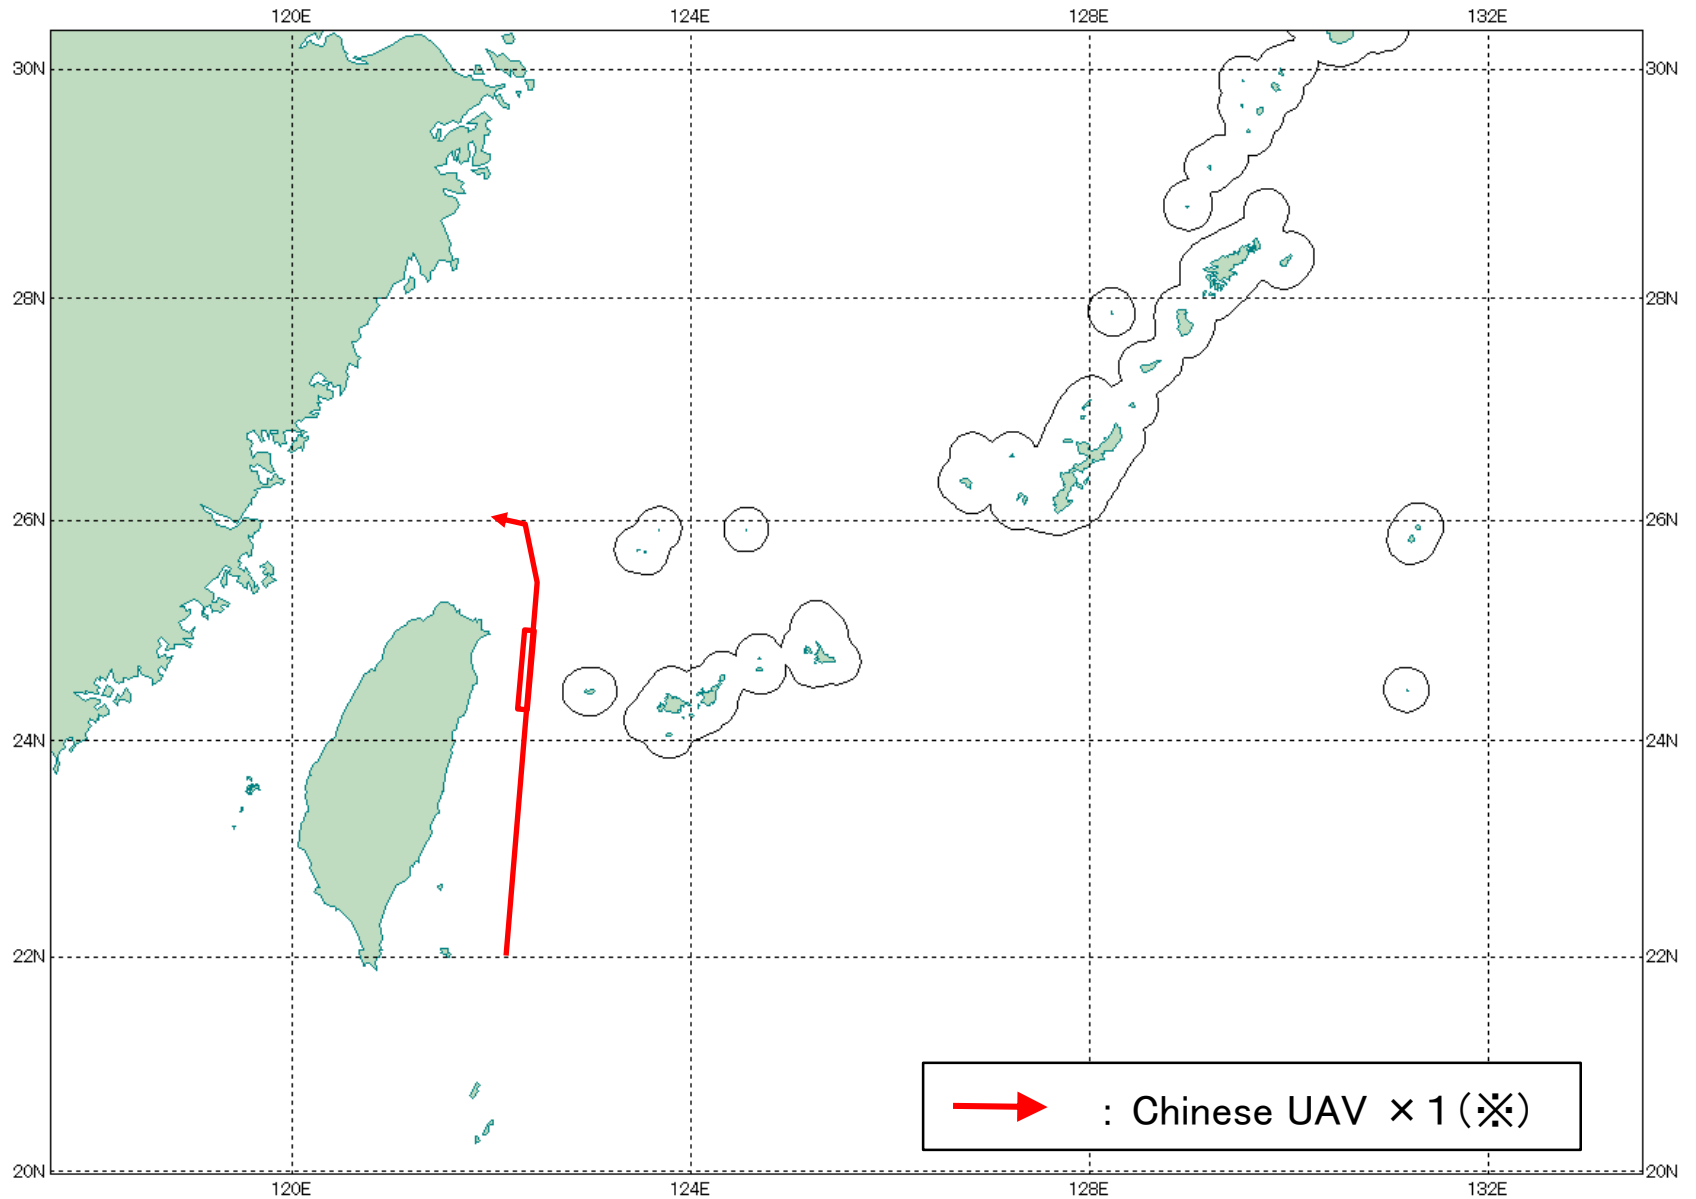 120E 124E 128E 132E
30N 30N
28N 28N
26N 26N
24N 24N
22N 22N
: Chinese UAV ×1(※)
20N 20N
120E 124E 128E 132E